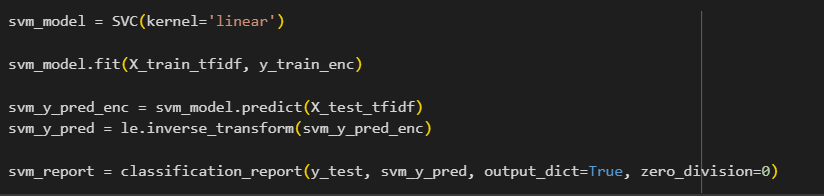 svm_model = SVC(kernel='linear')
svm_model.fit(X_train_tfidf, y_train_enc)
svm_y_pred_enc = svm_model.predict(X_test_tfidf)
svm_y_pred = le.inverse_transform(svm_y_pred_enc)
svm_report = classification_report(y_test, svm_y_pred, output_dict=True, zero_division=0)